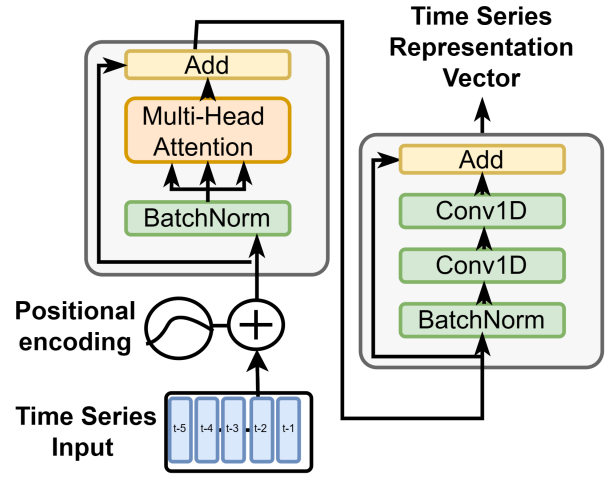 Time Series
Representation
Vector
Add
Multi-Head
Attention
BatchNorm
Add
Conv1D
Conv1D
BatchNorm
Positional
encoding
Time Series
Input
t-5 t-4 t-3 t-2 t-1